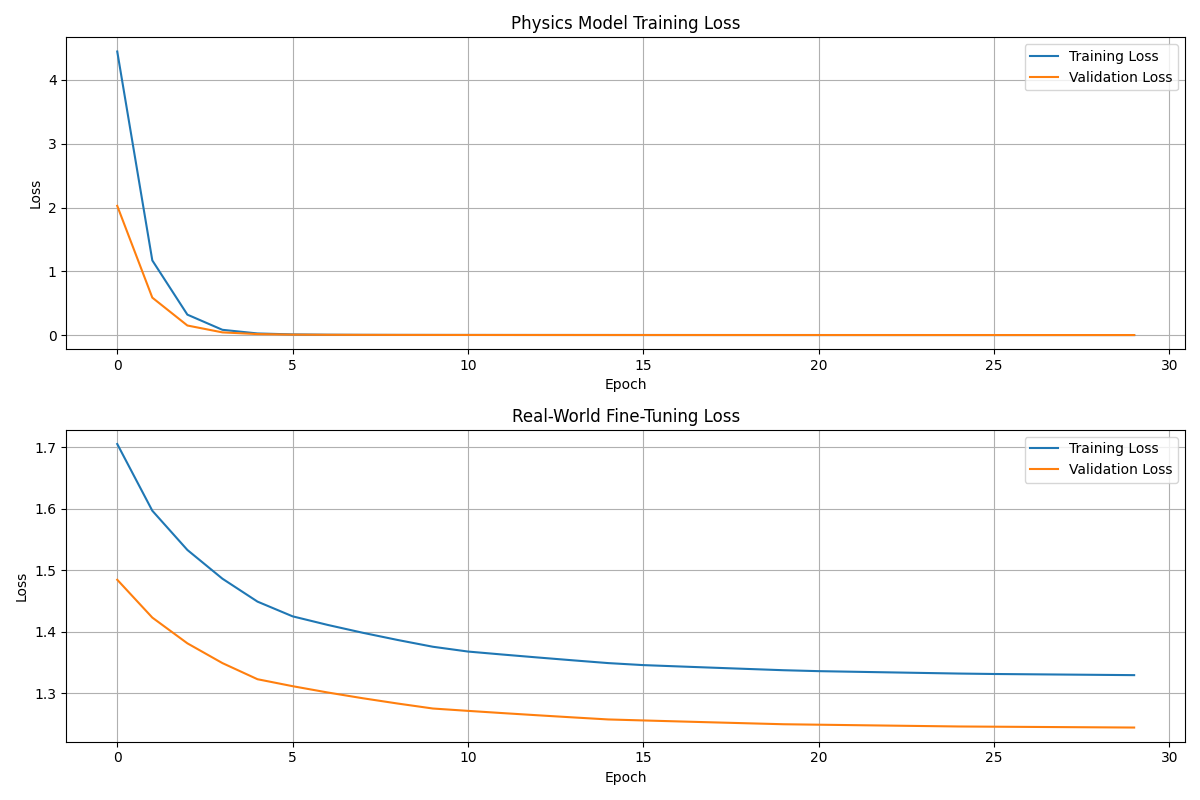 Physics Model Training Loss
Training Loss
Validation Loss
4
3
2
1
0
Loss
0 5 10 15 20 25 30
Epoch
Real-World Fine-Tuning Loss
Training Loss
Validation Loss
1.7
1.6
1.5
1.4
1.3
Loss
0 5 10 15 20 25 30
Epoch